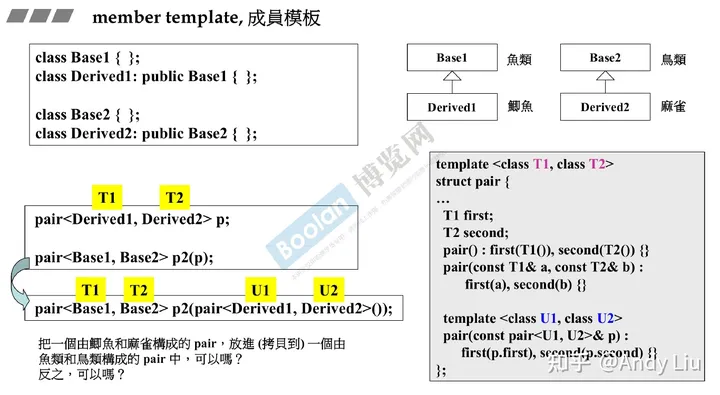 member template, 成員模板
class Base1 { };
class Derived1: public Base1 { };
class Base2 { };
class Derived2: public Base2 { };
Base1 魚類
Derived1 鯽魚
Base2 鳥類
Derived2 麻雀
T1 T2
pair<Derived1, Derived2> p;
pair<Base1, Base2> p2(p);
T1 T2 U1 U2
pair<Base1, Base2> p2(pair<Derived1, Derived2>());
把一個由鯽魚和麻雀構成的 pair，放進 (拷貝到) 一個由
魚類和鳥類構成的 pair 中，可以嗎？
反之，可以嗎？
template <class T1, class T2>
struct pair {
…
T1 first;
T2 second;
pair() : first(T1()), second(T2()) {}
pair(const T1& a, const T2& b) :
first(a), second(b) {}
template <class U1, class U2>
pair(const pair<U1, U2>& p) :
first(p.first), second(p.second) {}
};
Boolan 博览网
知乎 @Andy Liu